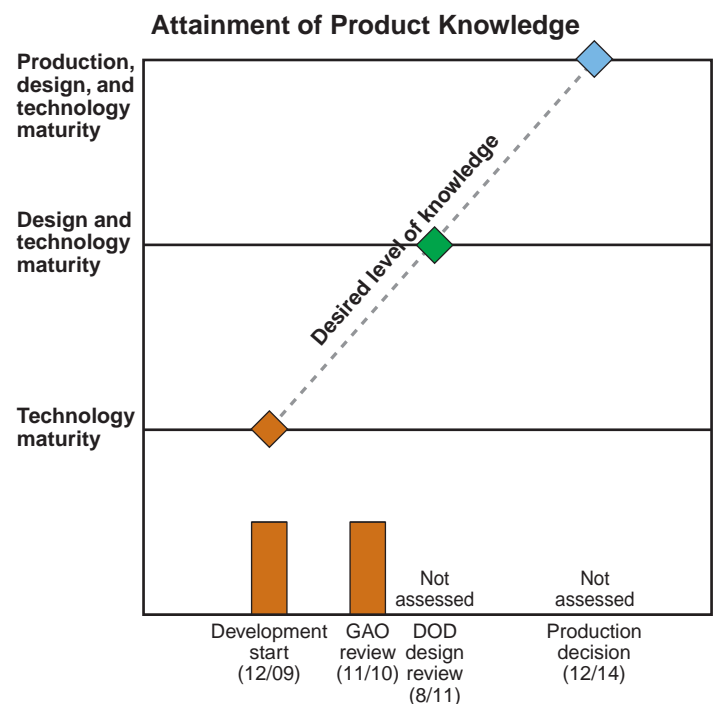 Attainment of Product Knowledge
Production,
design, and
technology
maturity
Design and
technology
maturity
Technology
maturity
Desired level of knowledge
Not
assessed
Not
assessed
Development
start
(12/09)
GAO
review
(11/10)
DOD
design
review
(8/11)
Production
decision
(12/14)